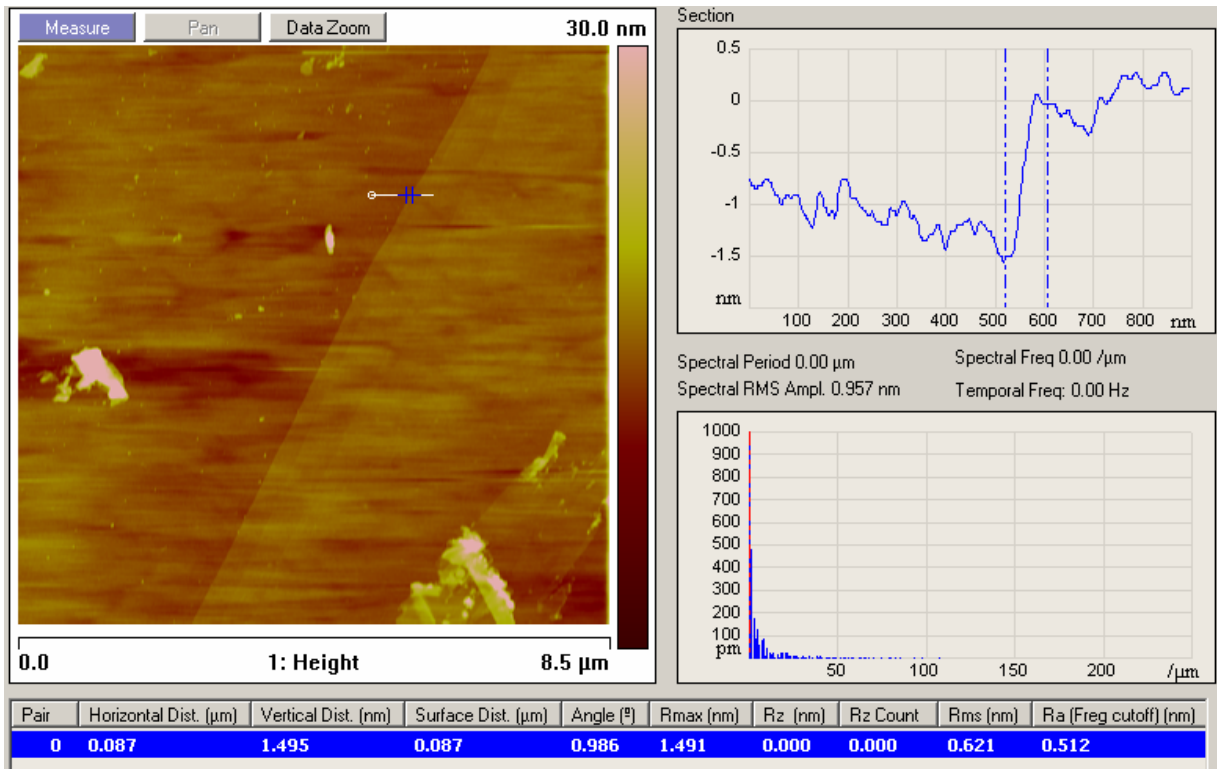 Measure Pan Data Zoom 30.0 nm
0.0 1: Height 8.5 µm
Section
0.5
0
-0.5
-1
-1.5
nm
100 200 300 400 500 600 700 800 nm
Spectral Period 0.00 µm Spectral Freq 0.00 /µm
Spectral RMS Ampl. 0.957 nm Temporal Freq: 0.00 Hz
1000
900
800
700
600
500
400
300
200
100
pm
50 100 150 200 /µm
Pair Horizontal Dist. (µm) Vertical Dist. (nm) Surface Dist. (µm) Angle (º) Rmax (nm) Rz (nm) Rz Count Rms (nm) Ra (Freg cutoff) (nm)
0 0.087 1.495 0.087 0.986 1.491 0.000 0.000 0.621 0.512